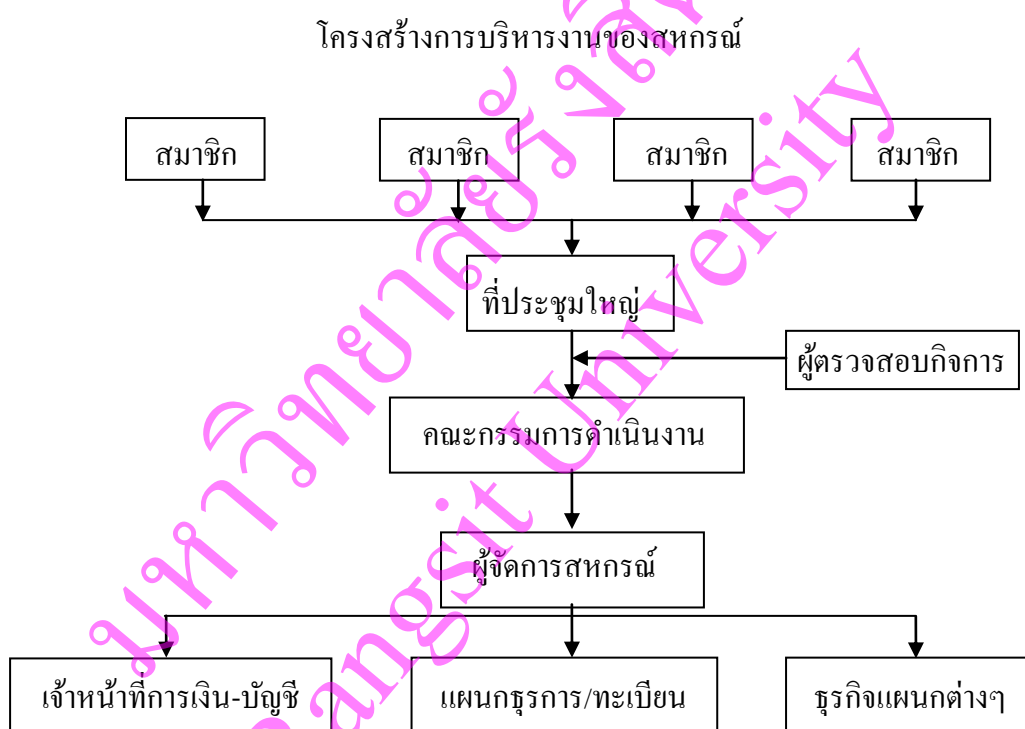 โครงสร้างการบริหารงานของสหกรณ์
สมาชิก สมาชิก สมาชิก สมาชิก
ที่ประชุมใหญ่
ผู้ตรวจสอบกิจการ
คณะกรรมการดำเนินงาน
ผู้จัดการสหกรณ์
เจ้าหน้าที่การเงิน-บัญชี แผนกธุรการ/ทะเบียน ธุรกิจแผนกต่างๆ
มหาวิทยาลัยรังสิต
Rangsit University